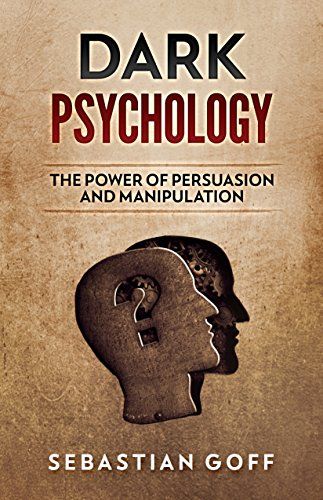 DARK
PSYCHOLOGY
THE POWER OF PERSUASION
AND MANIPULATION
?
SEBASTIAN GOFF